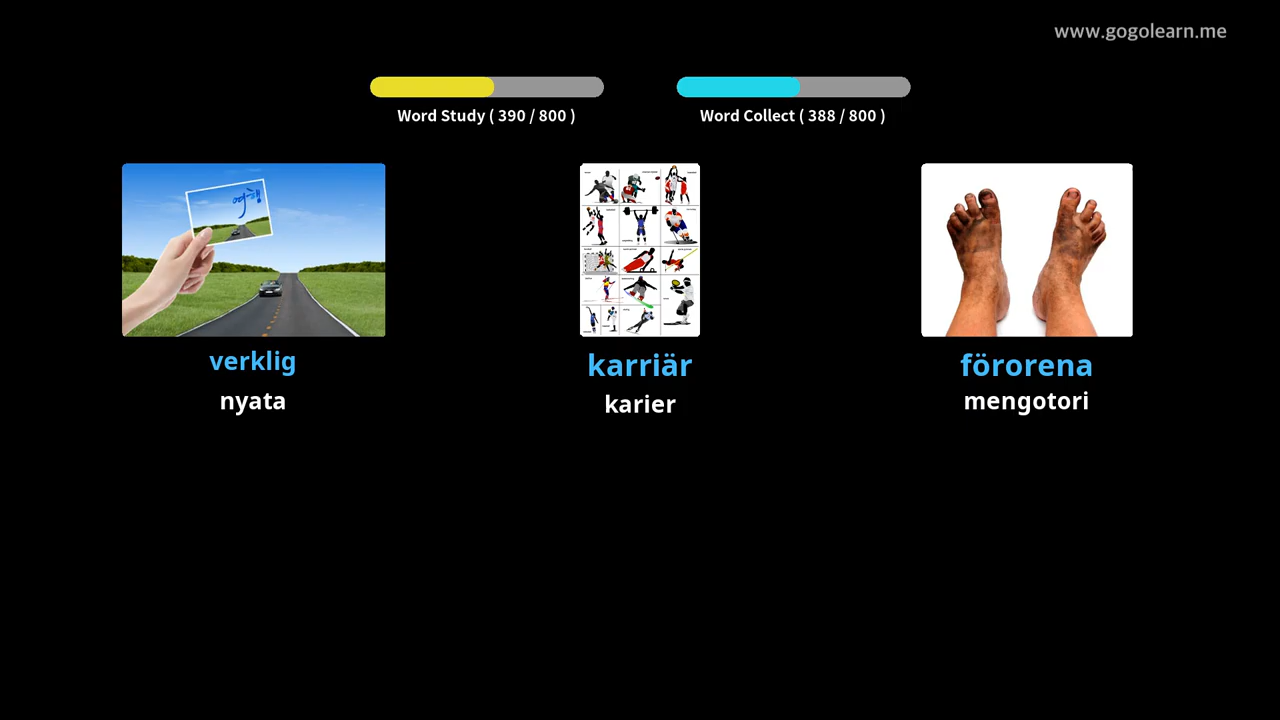 www.gogolearn.me
Word Study ( 390 / 800 )
Word Collect ( 388 / 800 )
verklig
karriär
förorena
nyata
karier
mengotori